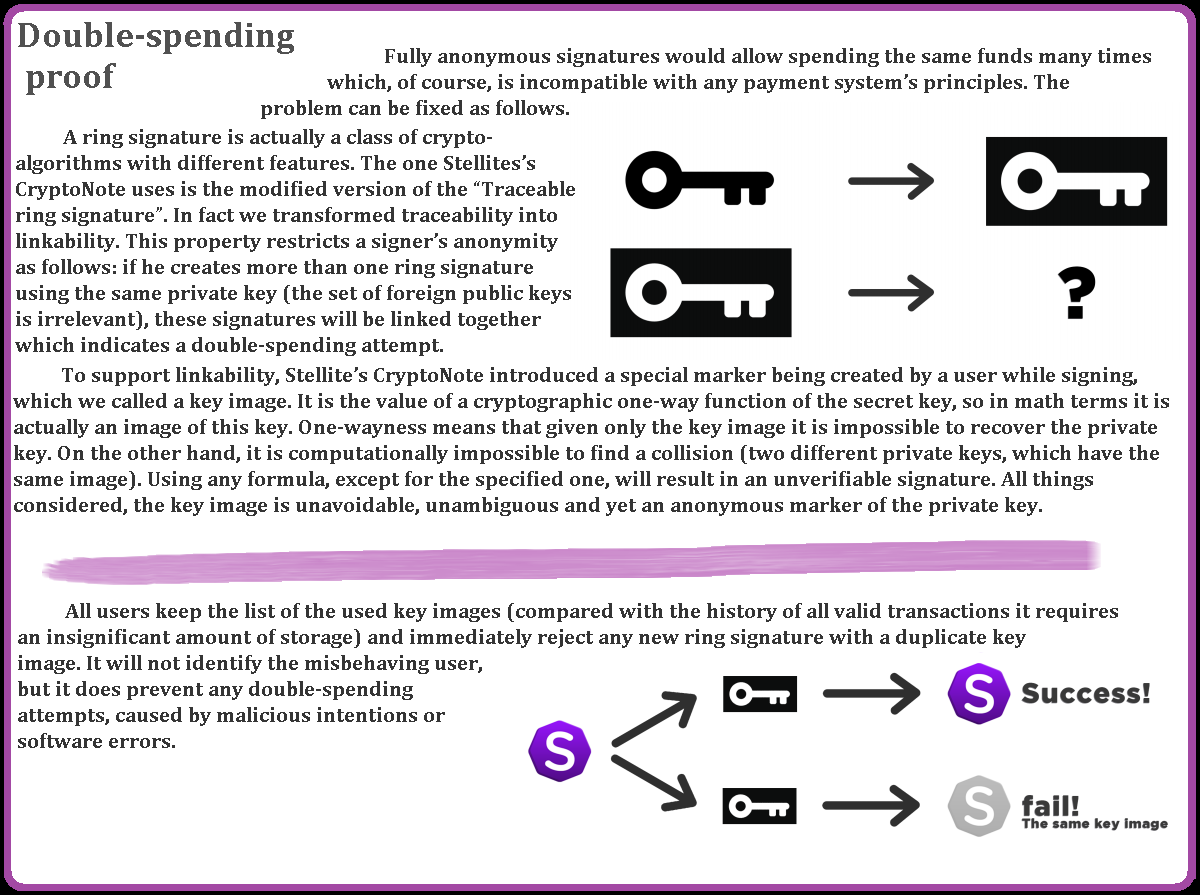 Double-spending
proof
Fully anonymous signatures would allow spending the same funds many times
which, of course, is incompatible with any payment system's principles. The
problem can be fixed as follows.
A ring signature is actually a class of crypto-
algorithms with different features. The one Stellites's
CryptoNote uses is the modified version of the “Traceable
ring signature”. In fact we transformed traceability into
linkability. This property restricts a signer's anonymity
as follows: if he creates more than one ring signature
using the same private key (the set of foreign public keys
is irrelevant), these signatures will be linked together
which indicates a double-spending attempt.
?
To support linkability, Stellite's CryptoNote introduced a special marker being created by a user while signing,
which we called a key image. It is the value of a cryptographic one-way function of the secret key, so in math terms it is
actually an image of this key. One-wayness means that given only the key image it is impossible to recover the private
key. On the other hand, it is computationally impossible to find a collision (two different private keys, which have the
same image). Using any formula, except for the specified one, will result in an unverifiable signature. All things
considered, the key image is unavoidable, unambiguous and yet an anonymous marker of the private key.
All users keep the list of the used key images (compared with the history of all valid transactions it requires
an insignificant amount of storage) and immediately reject any new ring signature with a duplicate key
image. It will not identify the misbehaving user,
but it does prevent any double-spending
attempts, caused by malicious intentions or
software errors.
S
S Success!
S fail!
The same key image